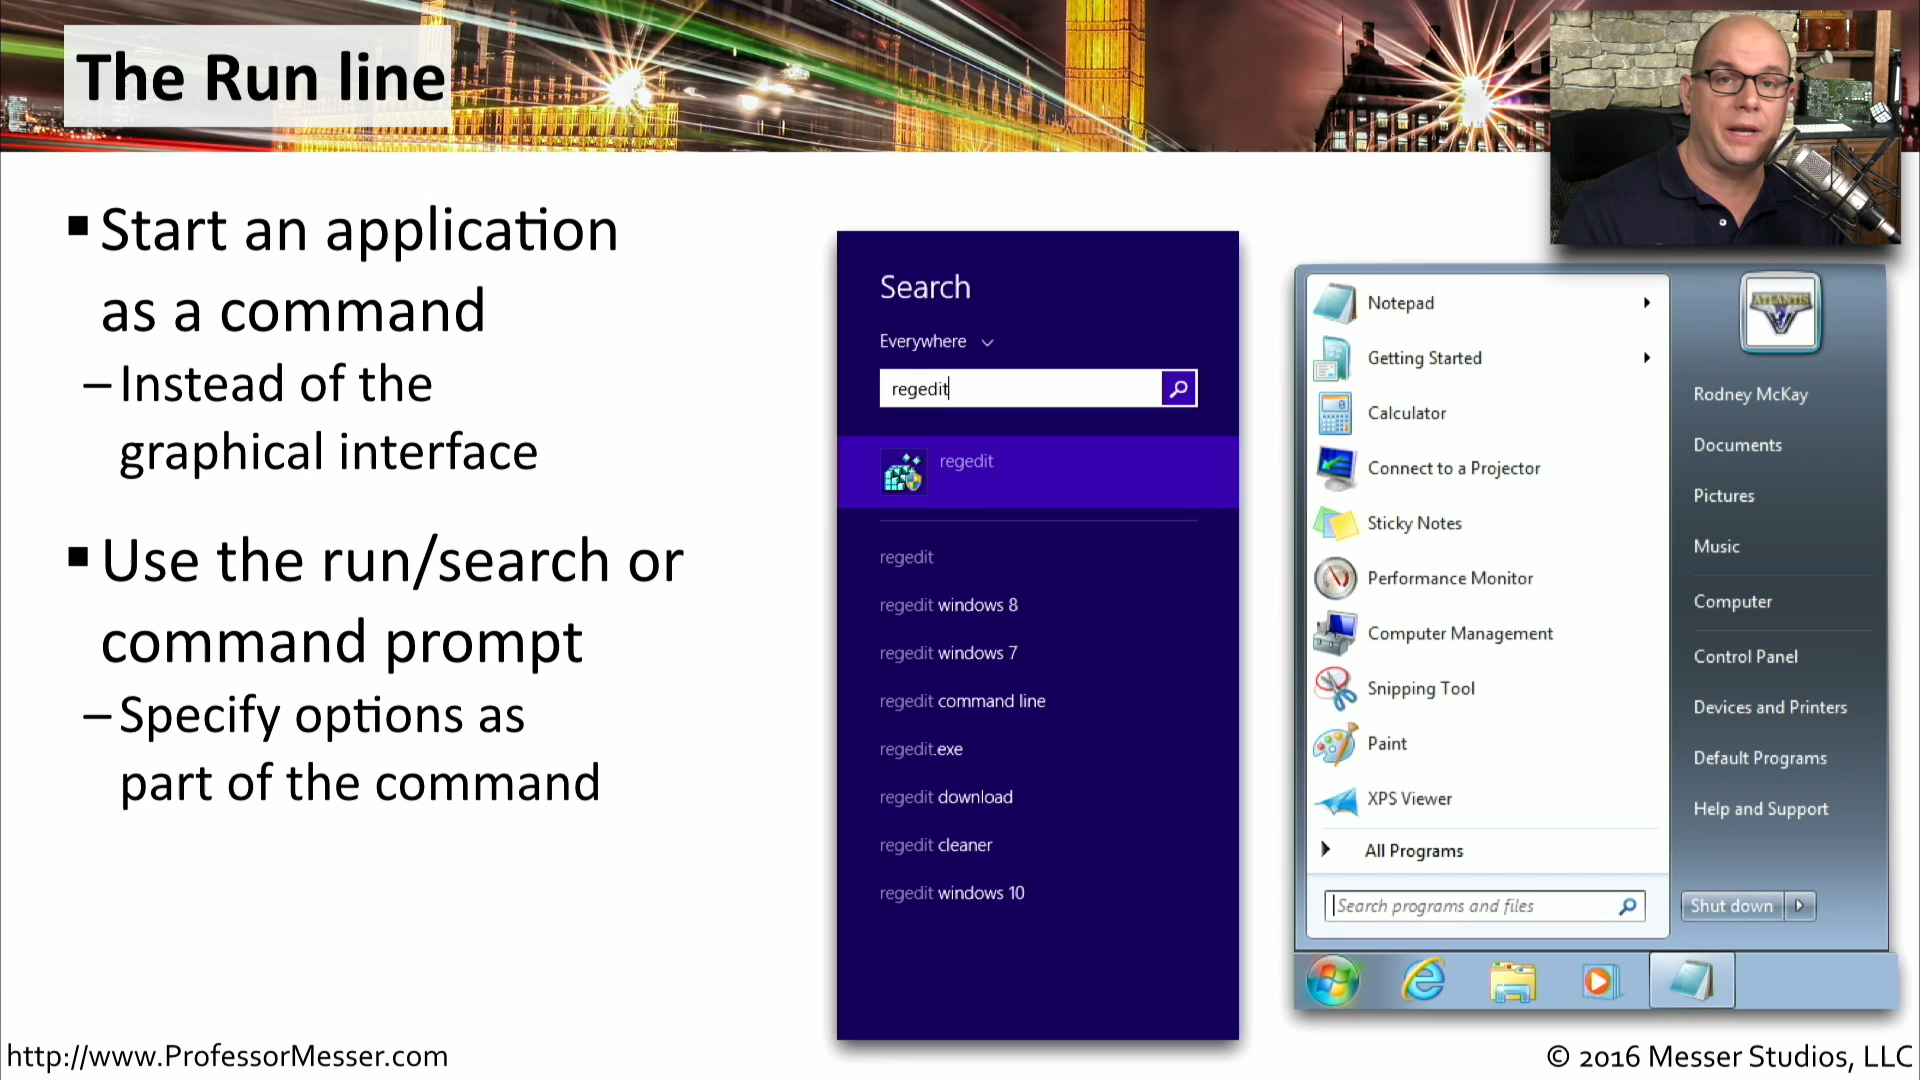 The Run line
▪ Start an application
as a command
– Instead of the
graphical interface
▪ Use the run/search or
command prompt
– Specify options as
part of the command
Search
Everywhere
regedit
regedit
regedit
regedit windows 8
regedit windows 7
regedit command line
regedit.exe
regedit download
regedit cleaner
regedit windows 10
Notepad
Getting Started
Calculator
Connect to a Projector
Sticky Notes
Performance Monitor
Computer Management
Snipping Tool
Paint
XPS Viewer
All Programs
Search programs and files
ATLANTIS
Rodney McKay
Documents
Pictures
Music
Computer
Control Panel
Devices and Printers
Default Programs
Help and Support
Shut down
http://www.ProfessorMesser.com
© 2016 Messer Studios, LLC